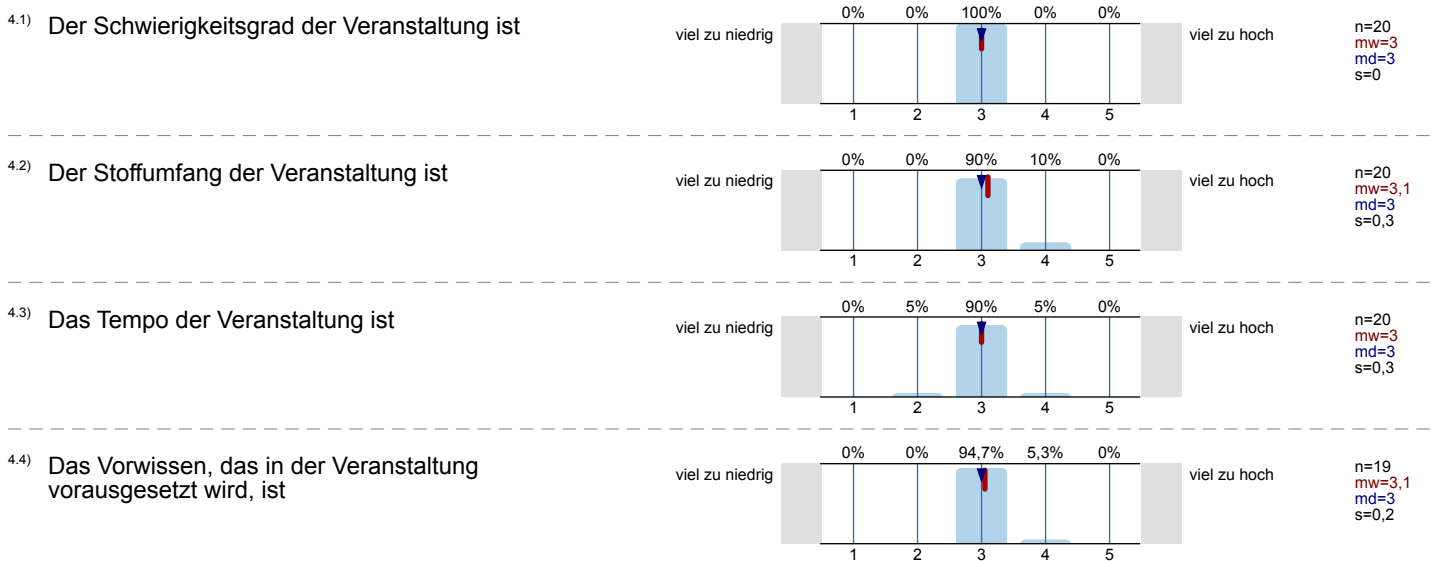 4.1) Der Schwierigkeitsgrad der Veranstaltung ist
0% 0% 100% 0% 0%
viel zu niedrig viel zu hoch
1 2 3 4 5
n=20
mw=3
md=3
s=0
4.2) Der Stoffumfang der Veranstaltung ist
0% 0% 90% 10% 0%
viel zu niedrig viel zu hoch
1 2 3 4 5
n=20
mw=3,1
md=3
s=0,3
4.3) Das Tempo der Veranstaltung ist
0% 5% 90% 5% 0%
viel zu niedrig viel zu hoch
1 2 3 4 5
n=20
mw=3
md=3
s=0,3
4.4) Das Vorwissen, das in der Veranstaltung
vorausgesetzt wird, ist
0% 0% 94,7% 5,3% 0%
viel zu niedrig viel zu hoch
1 2 3 4 5
n=19
mw=3,1
md=3
s=0,2